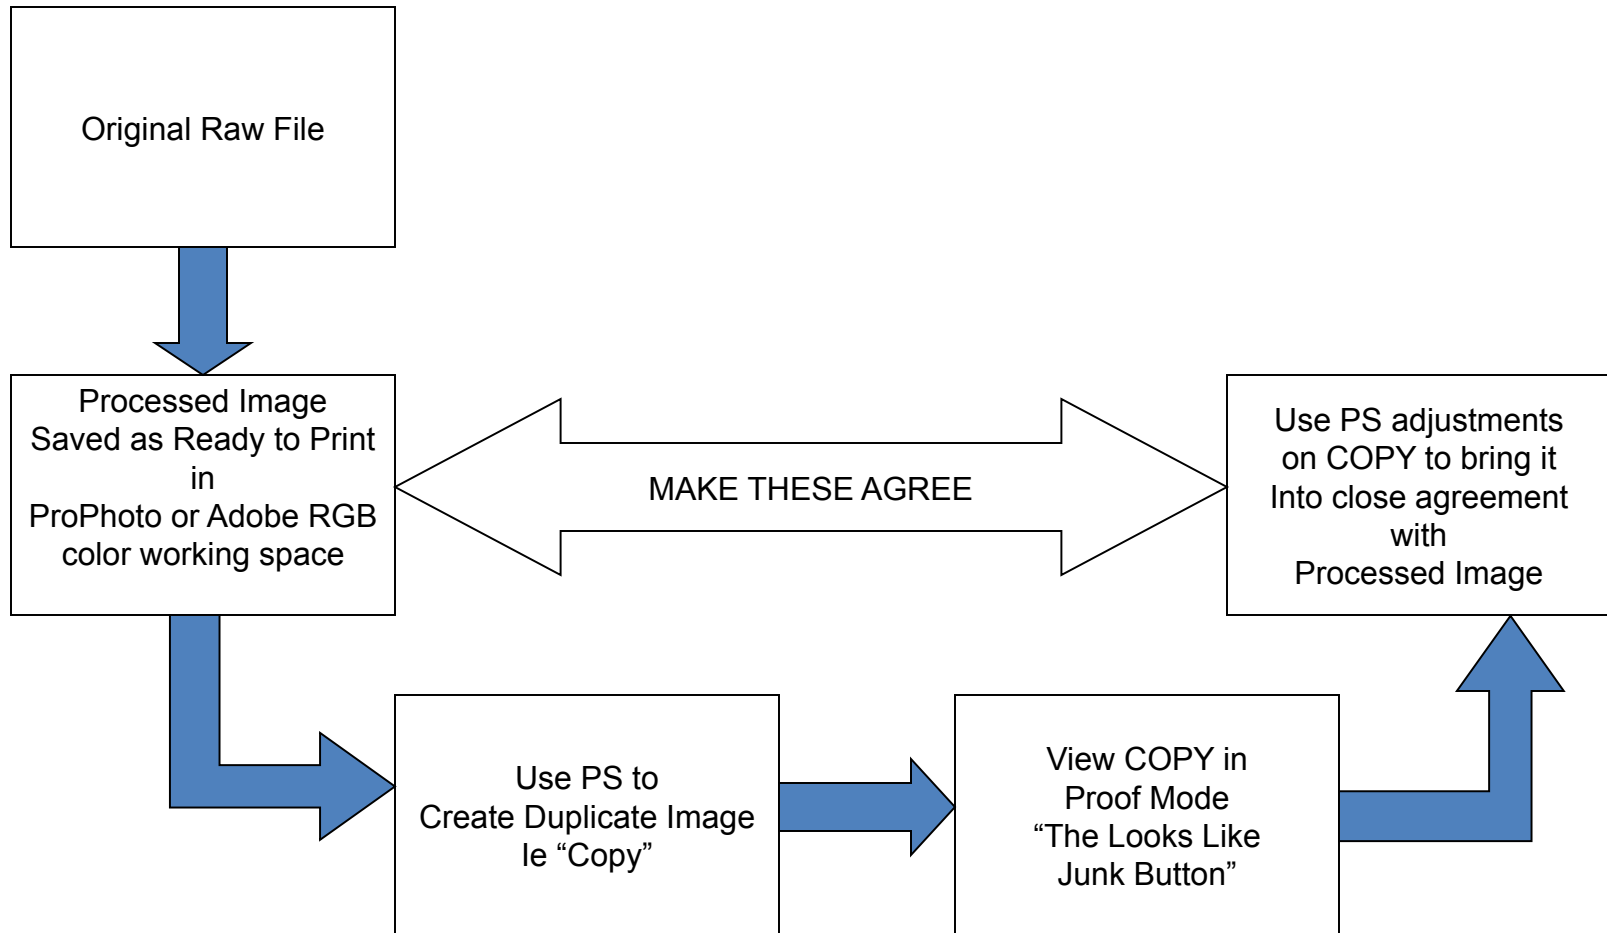 Original Raw File
Processed Image
Saved as Ready to Print
in
ProPhoto or Adobe RGB
color working space
MAKE THESE AGREE
Use PS adjustments
on COPY to bring it
Into close agreement
with
Processed Image
Use PS to
Create Duplicate Image
Ie “Copy”
View COPY in
Proof Mode
“The Looks Like
Junk Button”